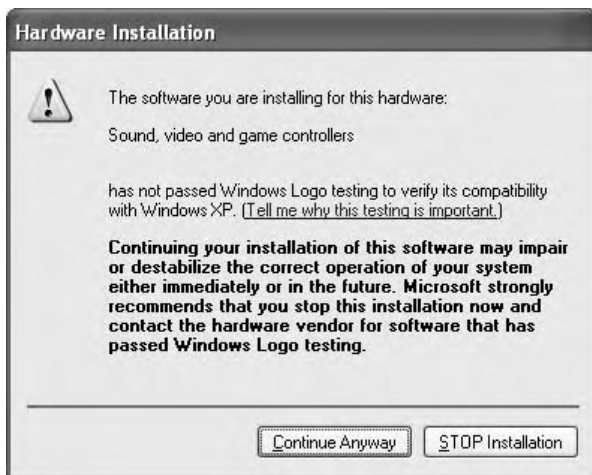 Hardware Installation
The software you are installing for this hardware:
Sound, video and game controllers
has not passed Windows Logo testing to verify its compatibility
with Windows XP. (Tell me why this testing is important.)
Continuing your installation of this software may impair
or destabilize the correct operation of your system
either immediately or in the future. Microsoft strongly
recommends that you stop this installation now and
contact the hardware vendor for software that has
passed Windows Logo testing.
Continue Anyway
STOP Installation